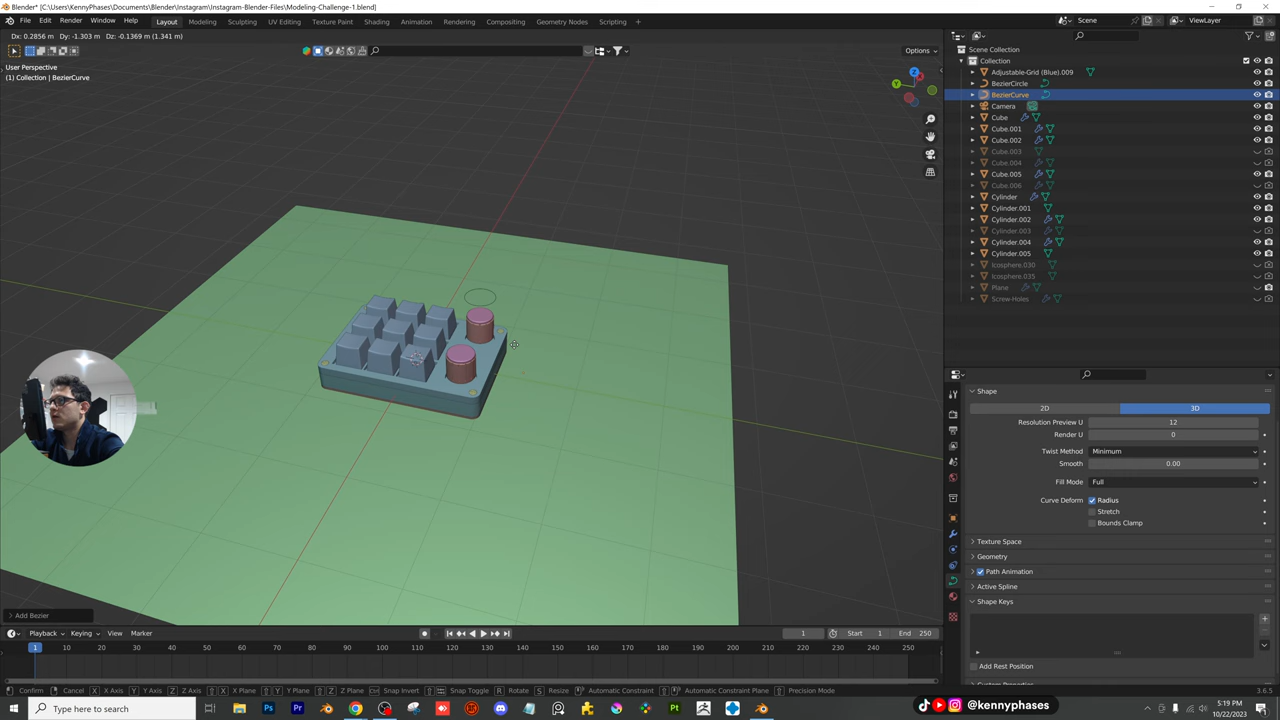 Blender* [C:\Users\KennyPhases\Documents\Blender\Instagram\Instagram-Blender-Files\Modeling-Challenge-1.blend]
File Edit Render Window Help Layout Modeling Sculpting UV Editing Texture Paint Shading Animation Rendering Compositing Geometry Nodes Scripting + Scene ViewLayer
Dx: 0.2856 m Dy: -1.303 m Dz: -0.1369 m (1.341 m)
Options
User Perspective
(1) Collection | BezierCurve
Z
Y
Scene Collection
Collection
Adjustable-Grid (Blue).009
BezierCircle
BezierCurve
Camera
Cube
Cube.001
Cube.002
Cube.003
Cube.004
Cube.005
Cube.006
Cylinder
Cylinder.001
Cylinder.002
Cylinder.003
Cylinder.004
Cylinder.005
Icosphere.030
Icosphere.035
Plane
Screw-Holes
Shape
2D 3D
Resolution Preview U 12
Render U 0
Twist Method Minimum
Smooth 0.00
Fill Mode Full
Curve Deform Radius
Stretch
Bounds Clamp
Texture Space
Geometry
Path Animation
Active Spline
Shape Keys
Add Rest Position
Add Bezier
Playback Keying View Marker 1 Start 1 End 250
1 10 20 30 40 50 60 70 80 90 100 110 120 130 140 150 160 170 180 190 200 210 220 230 240 250
Confirm Cancel X X Axis Y Y Axis Z Z Axis X Plane Y Plane Z Plane Snap Invert Snap Toggle G Move R Rotate S Resize Automatic Constraint Automatic Constraint Plane Precision Mode 3.6.5
Type here to search
Ps Pr Pt
@kennyphases
5:19 PM
10/22/2023